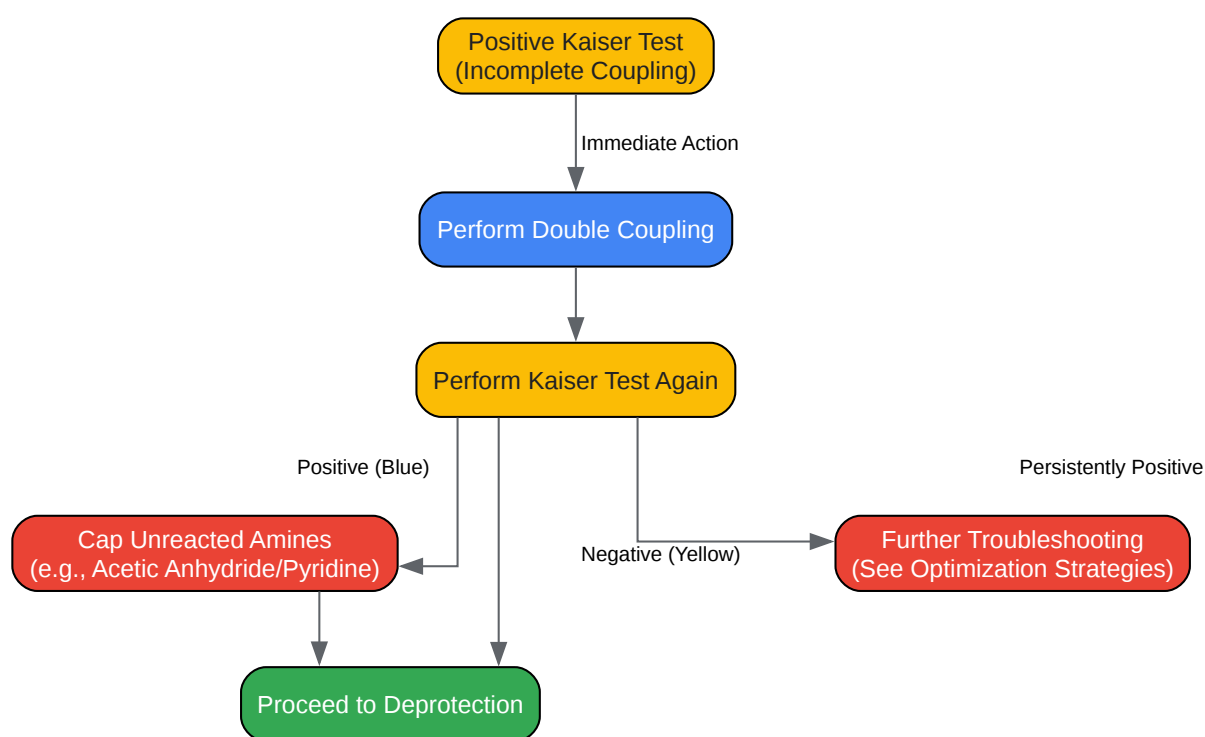 Positive Kaiser Test
(Incomplete Coupling)
Immediate Action
Perform Double Coupling
Perform Kaiser Test Again
Positive (Blue)
Persistently Positive
Cap Unreacted Amines
(e.g., Acetic Anhydride/Pyridine)
Negative (Yellow)
Further Troubleshooting
(See Optimization Strategies)
Proceed to Deprotection